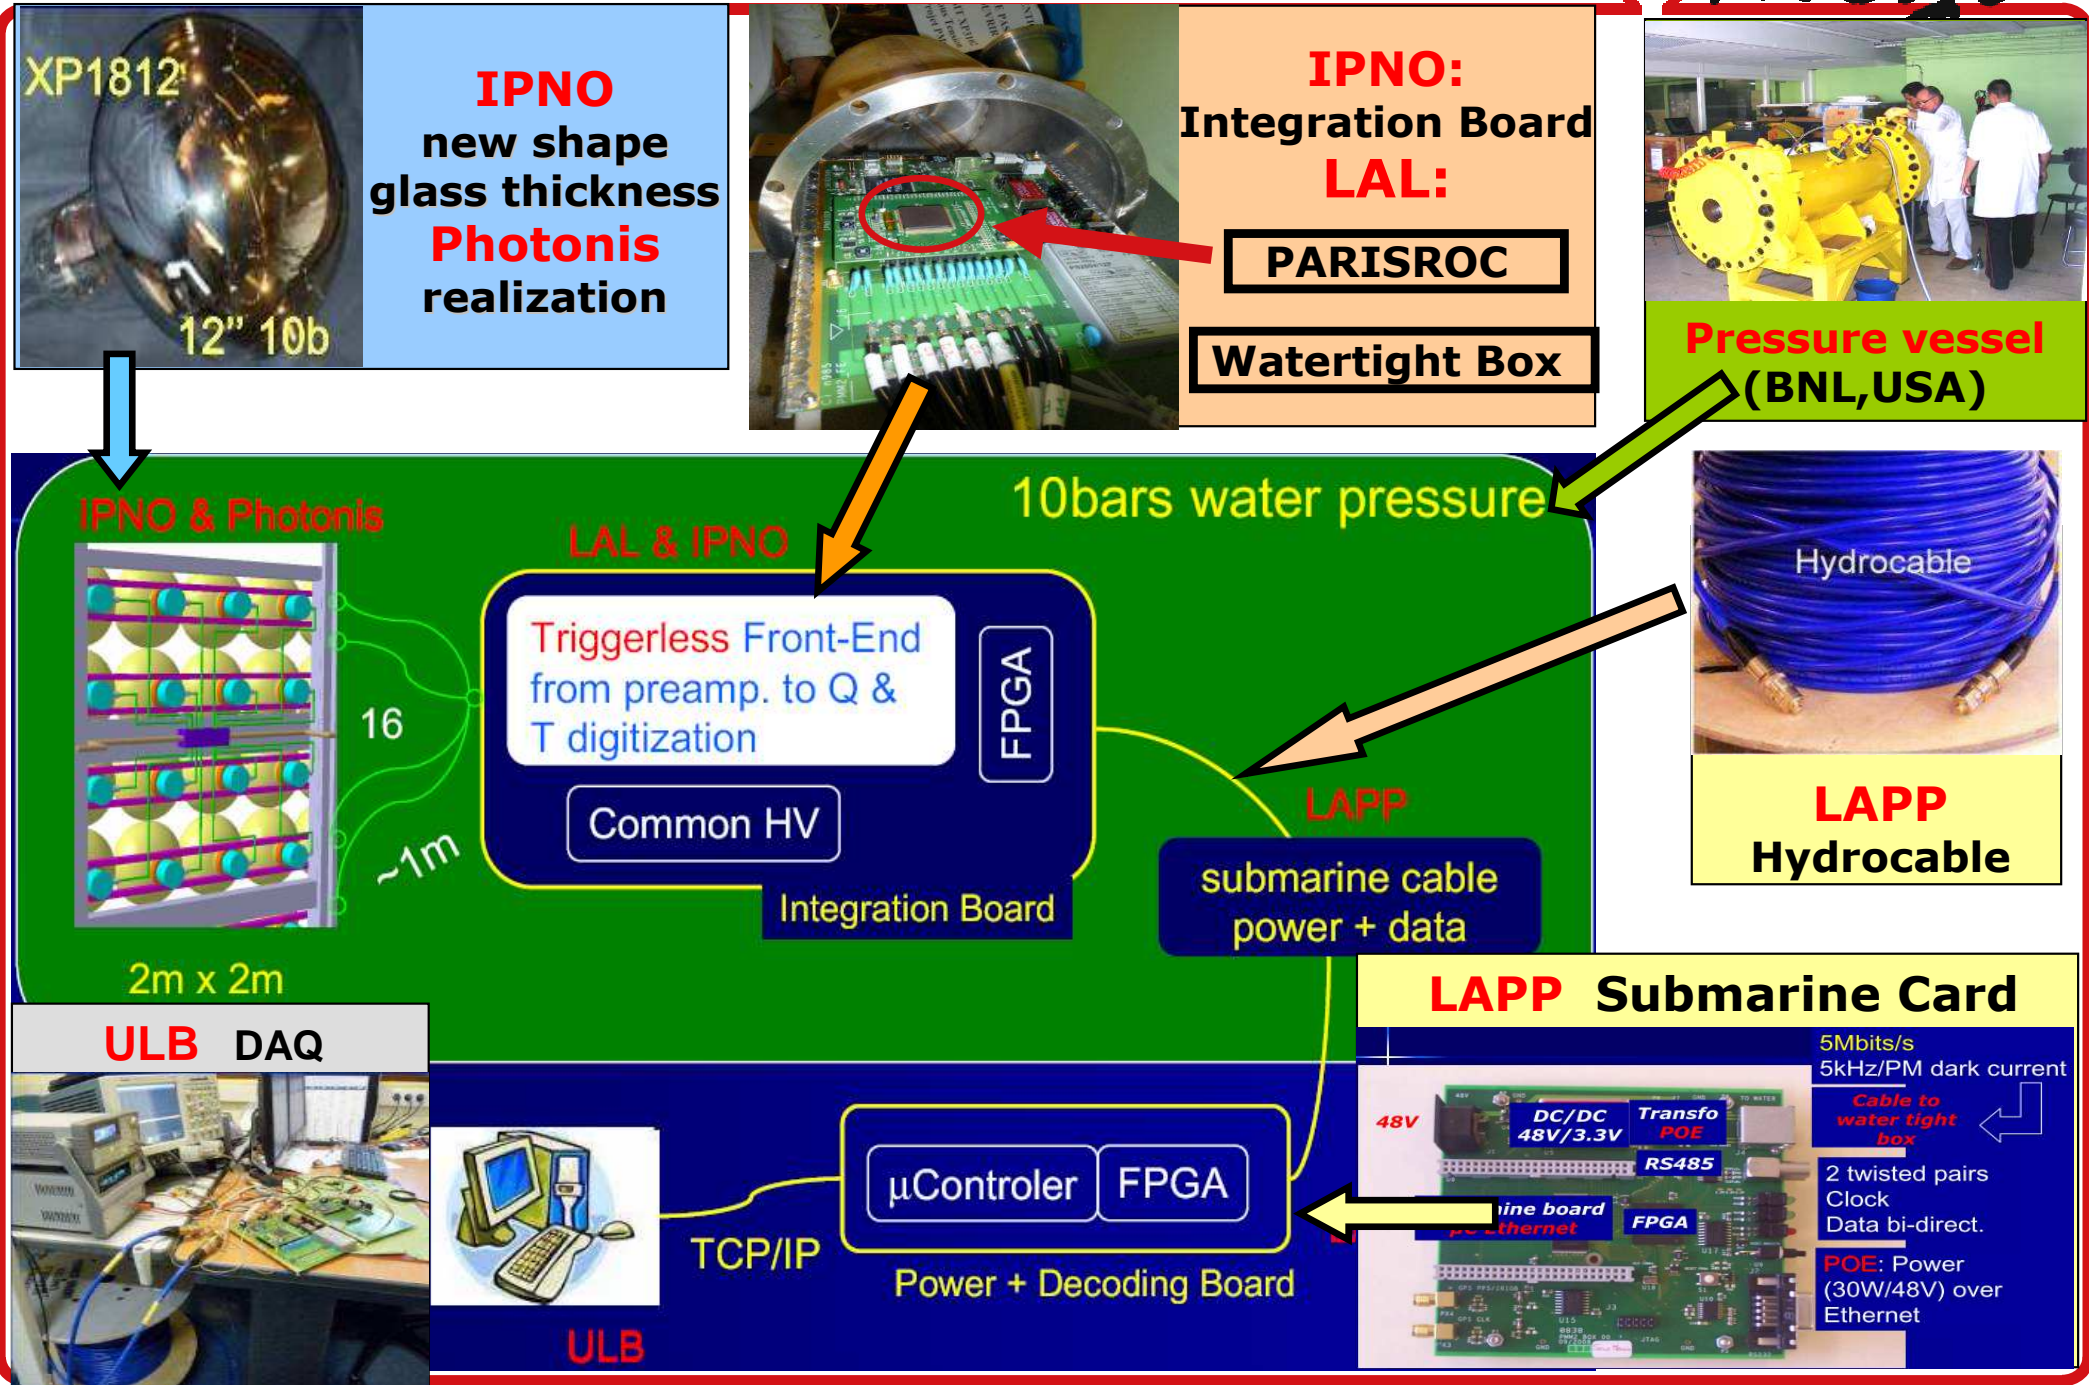 XP1812
12” 10b
IPNO
new shape
glass thickness
Photonis
realization
IPNO:
Integration Board
LAL:
PARISROC
Watertight Box
Pressure vessel
(BNL,USA)
IPNO & Photonis
LAL & IPNO
10bars water pressure
Triggerless Front-End
from preamp. to Q &
T digitization
FPGA
Common HV
Integration Board
16
~1m
2m x 2m
LAPP
submarine cable
power + data
Hydrocable
LAPP
Hydrocable
ULB DAQ
TCP/IP
µControler FPGA
Power + Decoding Board
ULB
LAPP Submarine Card
5Mbits/s
5kHz/PM dark current
Cable to
water tight
box
48V
DC/DC
48V/3.3V
Transfo
POE
RS485
ine board
Ethernet
FPGA
2 twisted pairs
Clock
Data bi-direct.
POE: Power
(30W/48V) over
Ethernet